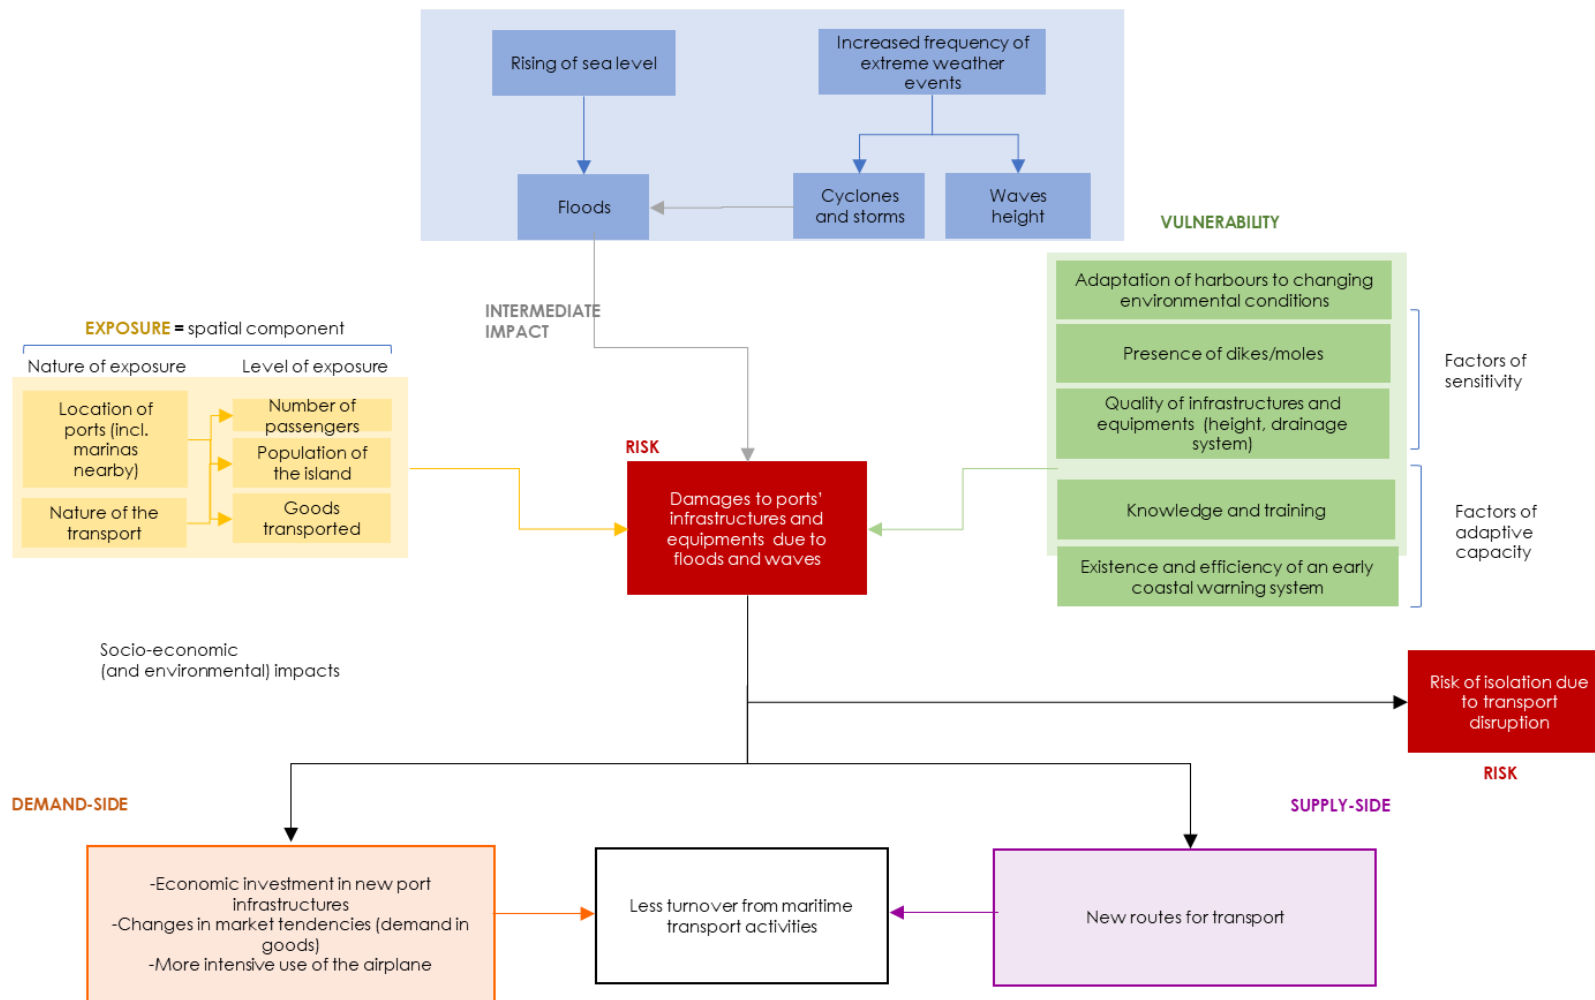 Rising of sea level
Increased frequency of
extreme weather
events
Floods
Cyclones
and storms
Waves
height
VULNERABILITY
Adaptation of harbours to changing
environmental conditions
Presence of dikes/moles
Quality of infrastructures and
equipments (height, drainage
system)
Knowledge and training
Existence and efficiency of an early
coastal warning system
Factors of
sensitivity
Factors of
adaptive
capacity
INTERMEDIATE
IMPACT
EXPOSURE = spatial component
Nature of exposure
Level of exposure
Location of
ports (incl.
marinas
nearby)
Nature of the
transport
Number of
passengers
Population of
the island
Goods
transported
RISK
Damages to ports'
infrastructures and
equipments due to
floods and waves
Socio-economic
(and environmental) impacts
Risk of isolation due
to transport
disruption
RISK
DEMAND-SIDE
SUPPLY-SIDE
-Economic investment in new port
infrastructures
-Changes in market tendencies (demand in
goods)
-More intensive use of the airplane
Less turnover from maritime
transport activities
New routes for transport